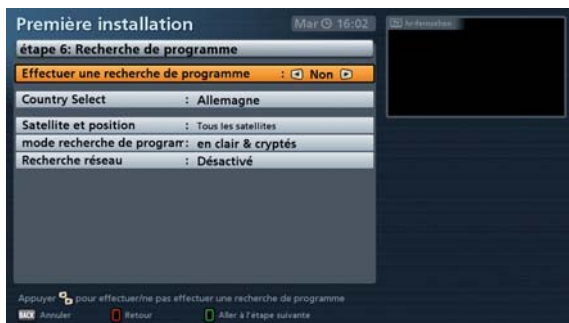 Première installation
Mar 16:02
étape 6: Recherche de programme
Effectuer une recherche de programme : Non
Country Select : Allemagne
Satellite et position : Tous les satellites
mode recherche de program: en clair & cryptés
Recherche réseau : Désactivé
Appuyer pour effectuer/ne pas effectuer une recherche de programme
BACK Annuler
Retour
Aller à l'étape suivante